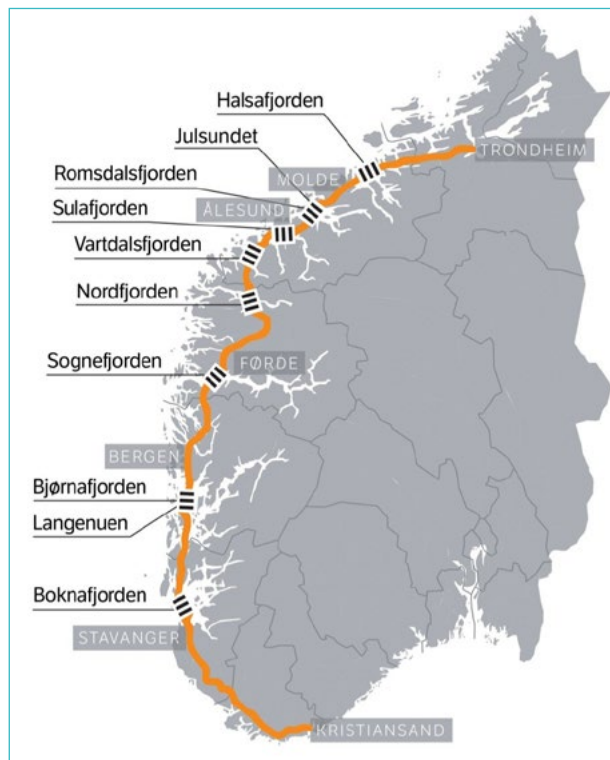 Halsafjorden
Julsundet
TRONDHEIM
Romsdalsfjorden
MOLDE
Sulafjorden
ÅLESUND
Vartdalsfjorden
Nordfjorden
Sognefjorden
FØRDE
BERGEN
Bjørnafjorden
Langenuen
Boknafjorden
STAVANGER
KRISTIANSAND